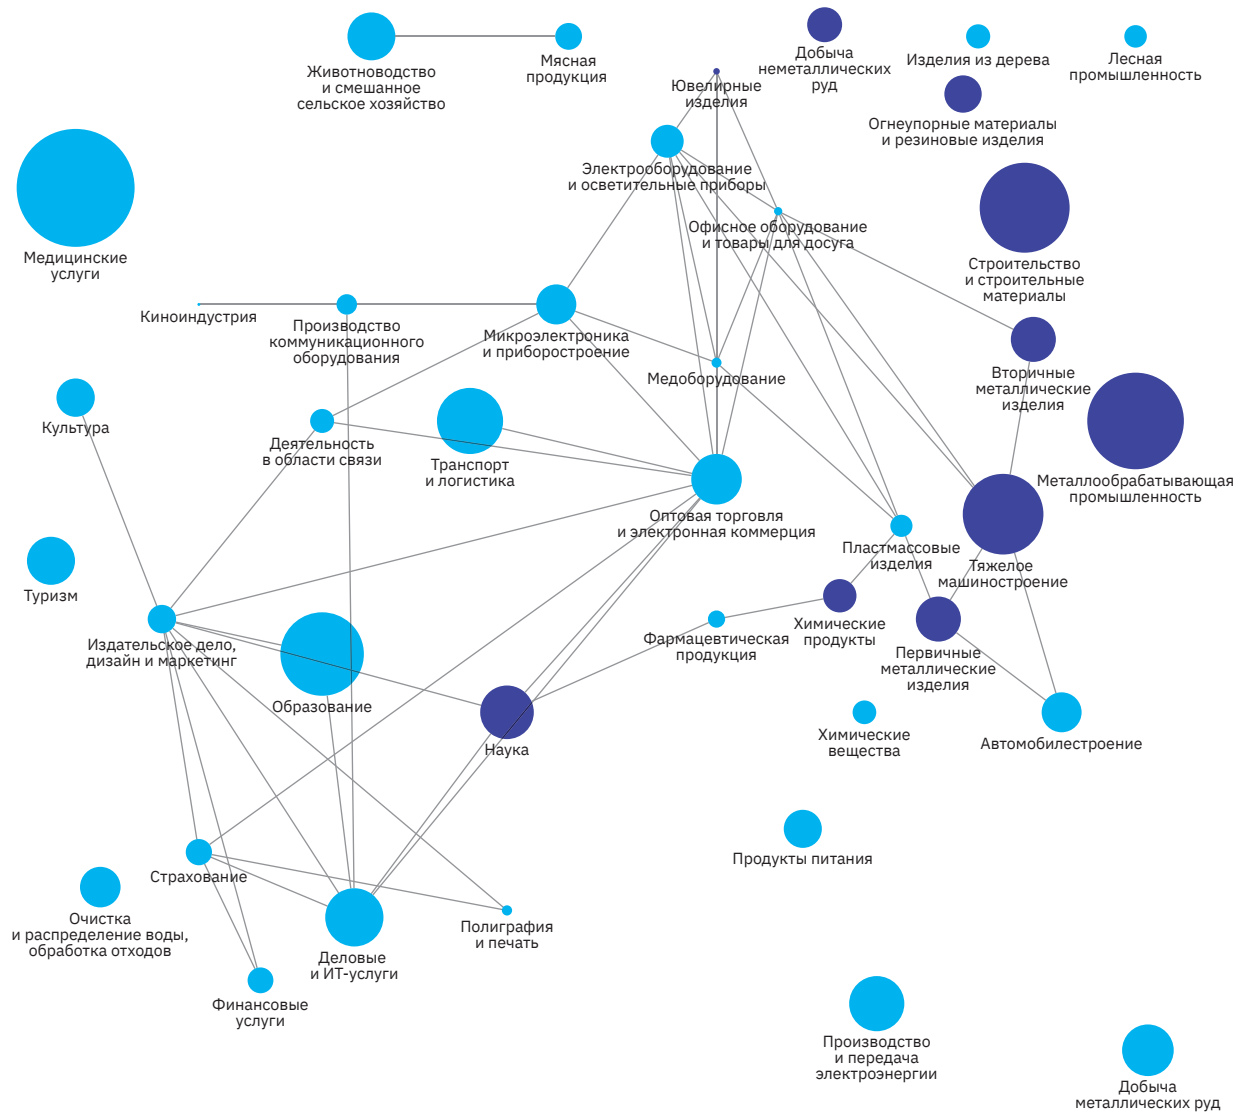 Животноводство
и смешанное
сельское хозяйство
Мясная
продукция
Добыча
неметаллических
руд
Изделия из дерева
Лесная
промышленность
Ювелирные
изделия
Огнеупорные материалы
и резиновые изделия
Электрооборудование
и осветительные приборы
Офисное оборудование
и товары для досуга
Строительство
и строительные
материалы
Медицинские
услуги
Киноиндустрия
Производство
коммуникационного
оборудования
Микроэлектроника
и приборостроение
Медоборудование
Вторичные
металлические
изделия
Культура
Деятельность
в области связи
Транспорт
и логистика
Оптовая торговля
и электронная коммерция
Металлообрабатывающая
промышленность
Пластмассовые
изделия
Тяжелое
машиностроение
Туризм
Издательское дело,
дизайн и маркетинг
Образование
Наука
Фармацевтическая
продукция
Химические
продукты
Первичные
металлические
изделия
Химические
вещества
Автомобилестроение
Страхование
Продукты питания
Очистка
и распределение воды,
обработка отходов
Деловые
и ИТ-услуги
Полиграфия
и печать
Финансовые
услуги
Производство
и передача
электроэнергии
Добыча
металлических руд